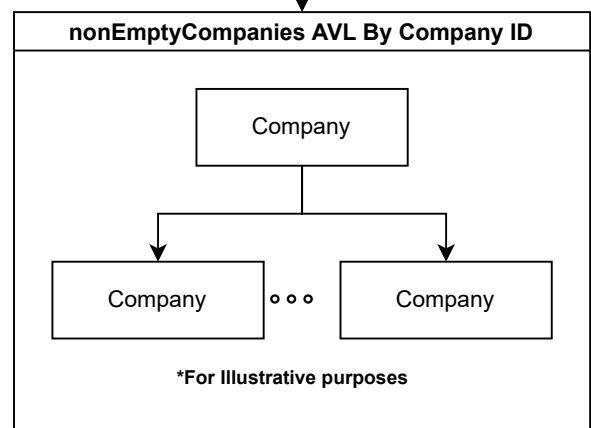 nonEmptyCompanies AVL By Company ID
Company
Company
Company
*For Illustrative purposes